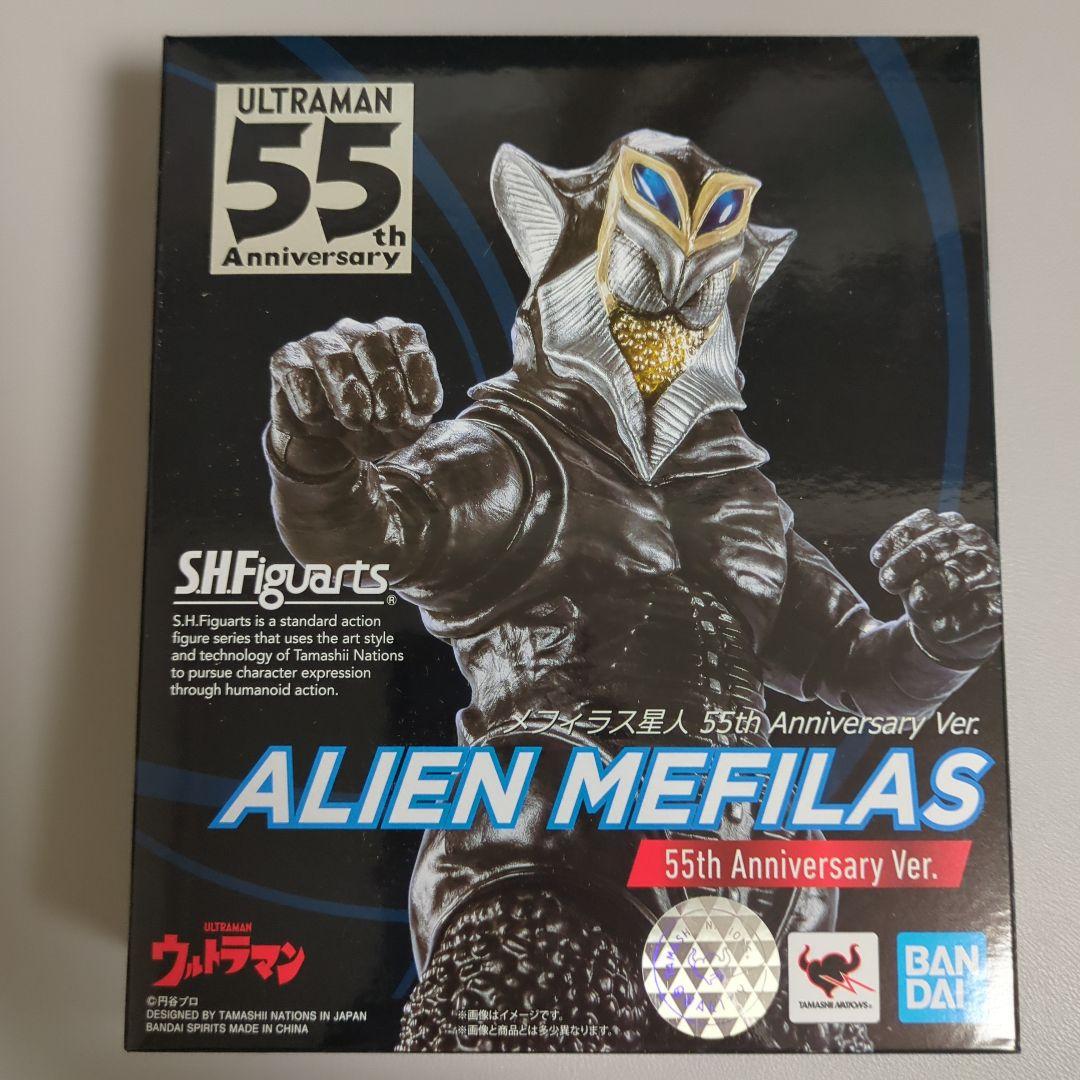 ULTRAMAN
55th
Anniversary
S.H.Figuarts®
S.H.Figuarts is a standard action
figure series that uses the art style
and technology of Tamashii Nations
to pursue character expression
through humanoid action.
メフィラス星人 55th Anniversary Ver.
ALIEN MEFILAS
55th Anniversary Ver.
ULTRAMAN
ウルトラマン
©円谷プロ
DESIGNED BY TAMASHII NATIONS IN JAPAN
BANDAI SPIRITS MADE IN CHINA
※画像はイメージです。
※画像と商品とは多少異なります。
TAMASHII NATIONS®
BAN
DAI